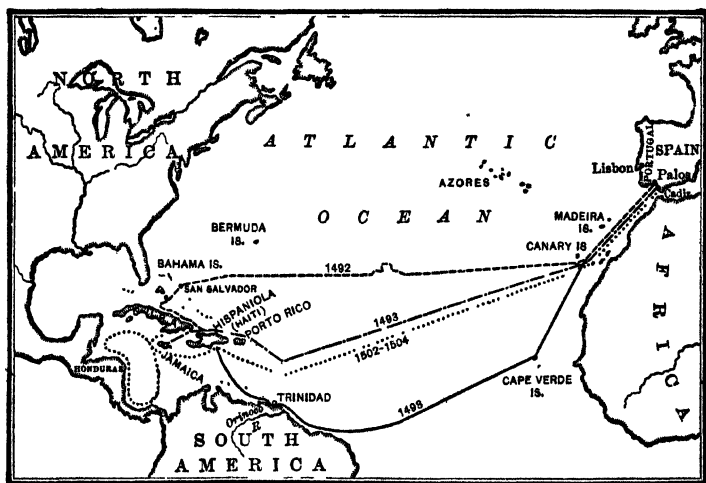 NORTH
AMERICA
ATLANTIC
OCEAN
AZORES
PORTUGAL
SPAIN
Lisbon
Palos
Cadiz
MADEIRA
IS.
BERMUDA
IS.
CANARY IS
BAHAMA IS.
1492
SAN SALVADOR
HISPANIOLA
(HAITI)
PORTO RICO
1493
1502-1504
JAMAICA
HONDURAS
AFRICA
CAPE VERDE
IS.
TRINIDAD
1498
Orinoco
R
SOUTH
AMERICA